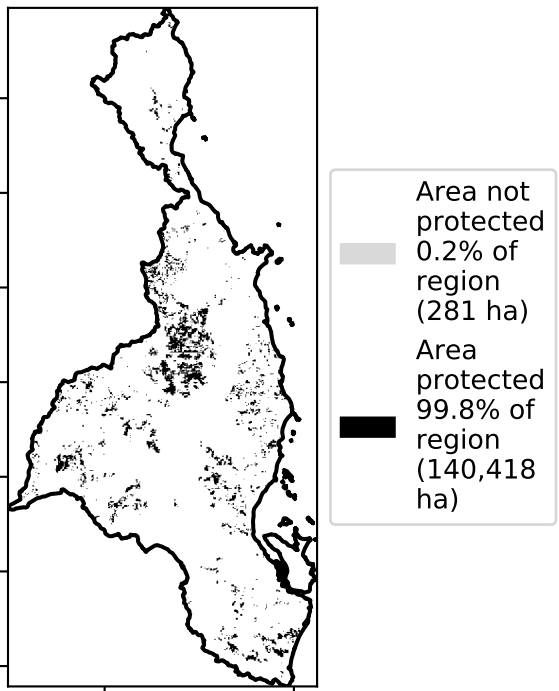 Area not
protected
0.2% of
region
(281 ha)
Area
protected
99.8% of
region
(140,418
ha)